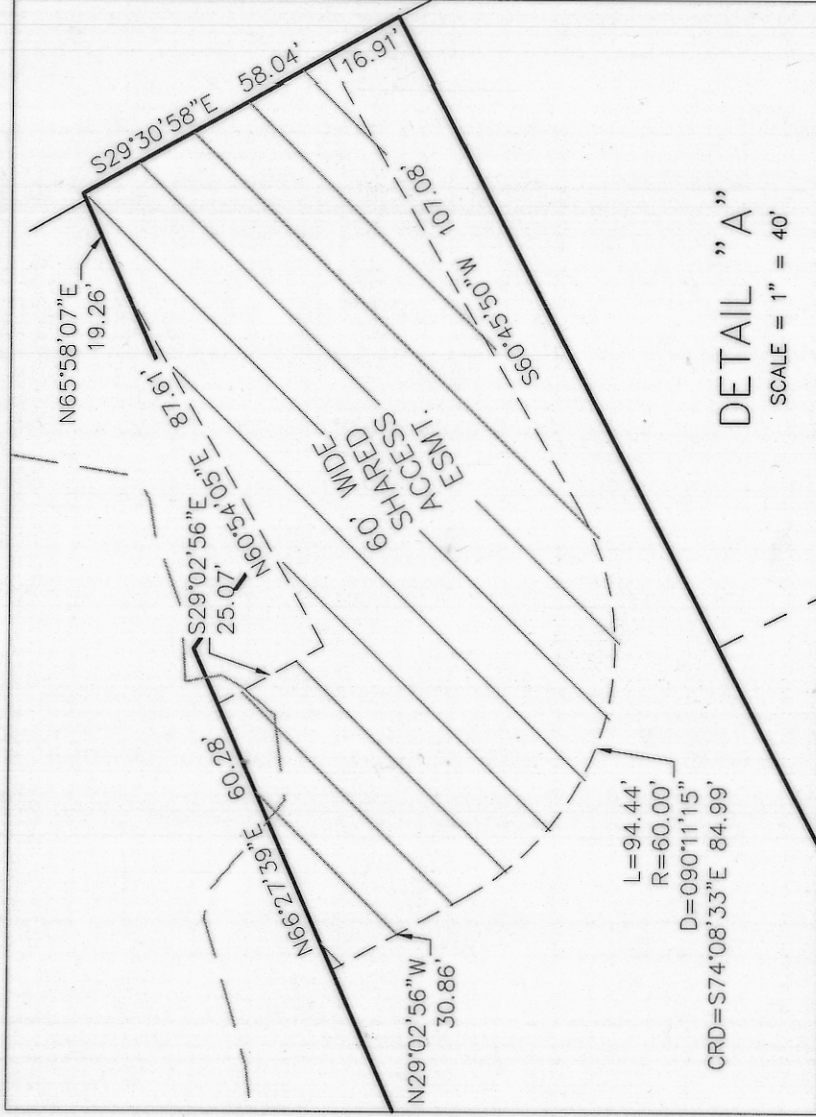 N65°58'07"E
19.26'
S29°30'58"E 58.04'
16.91'
S29°02'56"E
25.07'
N60°54'05"E 87.61'
60' WIDE
SHARED
ACCESS
ESMT.
S60°45'50"W 107.08'
N66°27'39"E 60.28'
N29°02'56"W
30.86'
L=94.44'
R=60.00'
D=090°11'15"
CRD=S74°08'33"E 84.99'
DETAIL "A"
SCALE = 1" = 40'